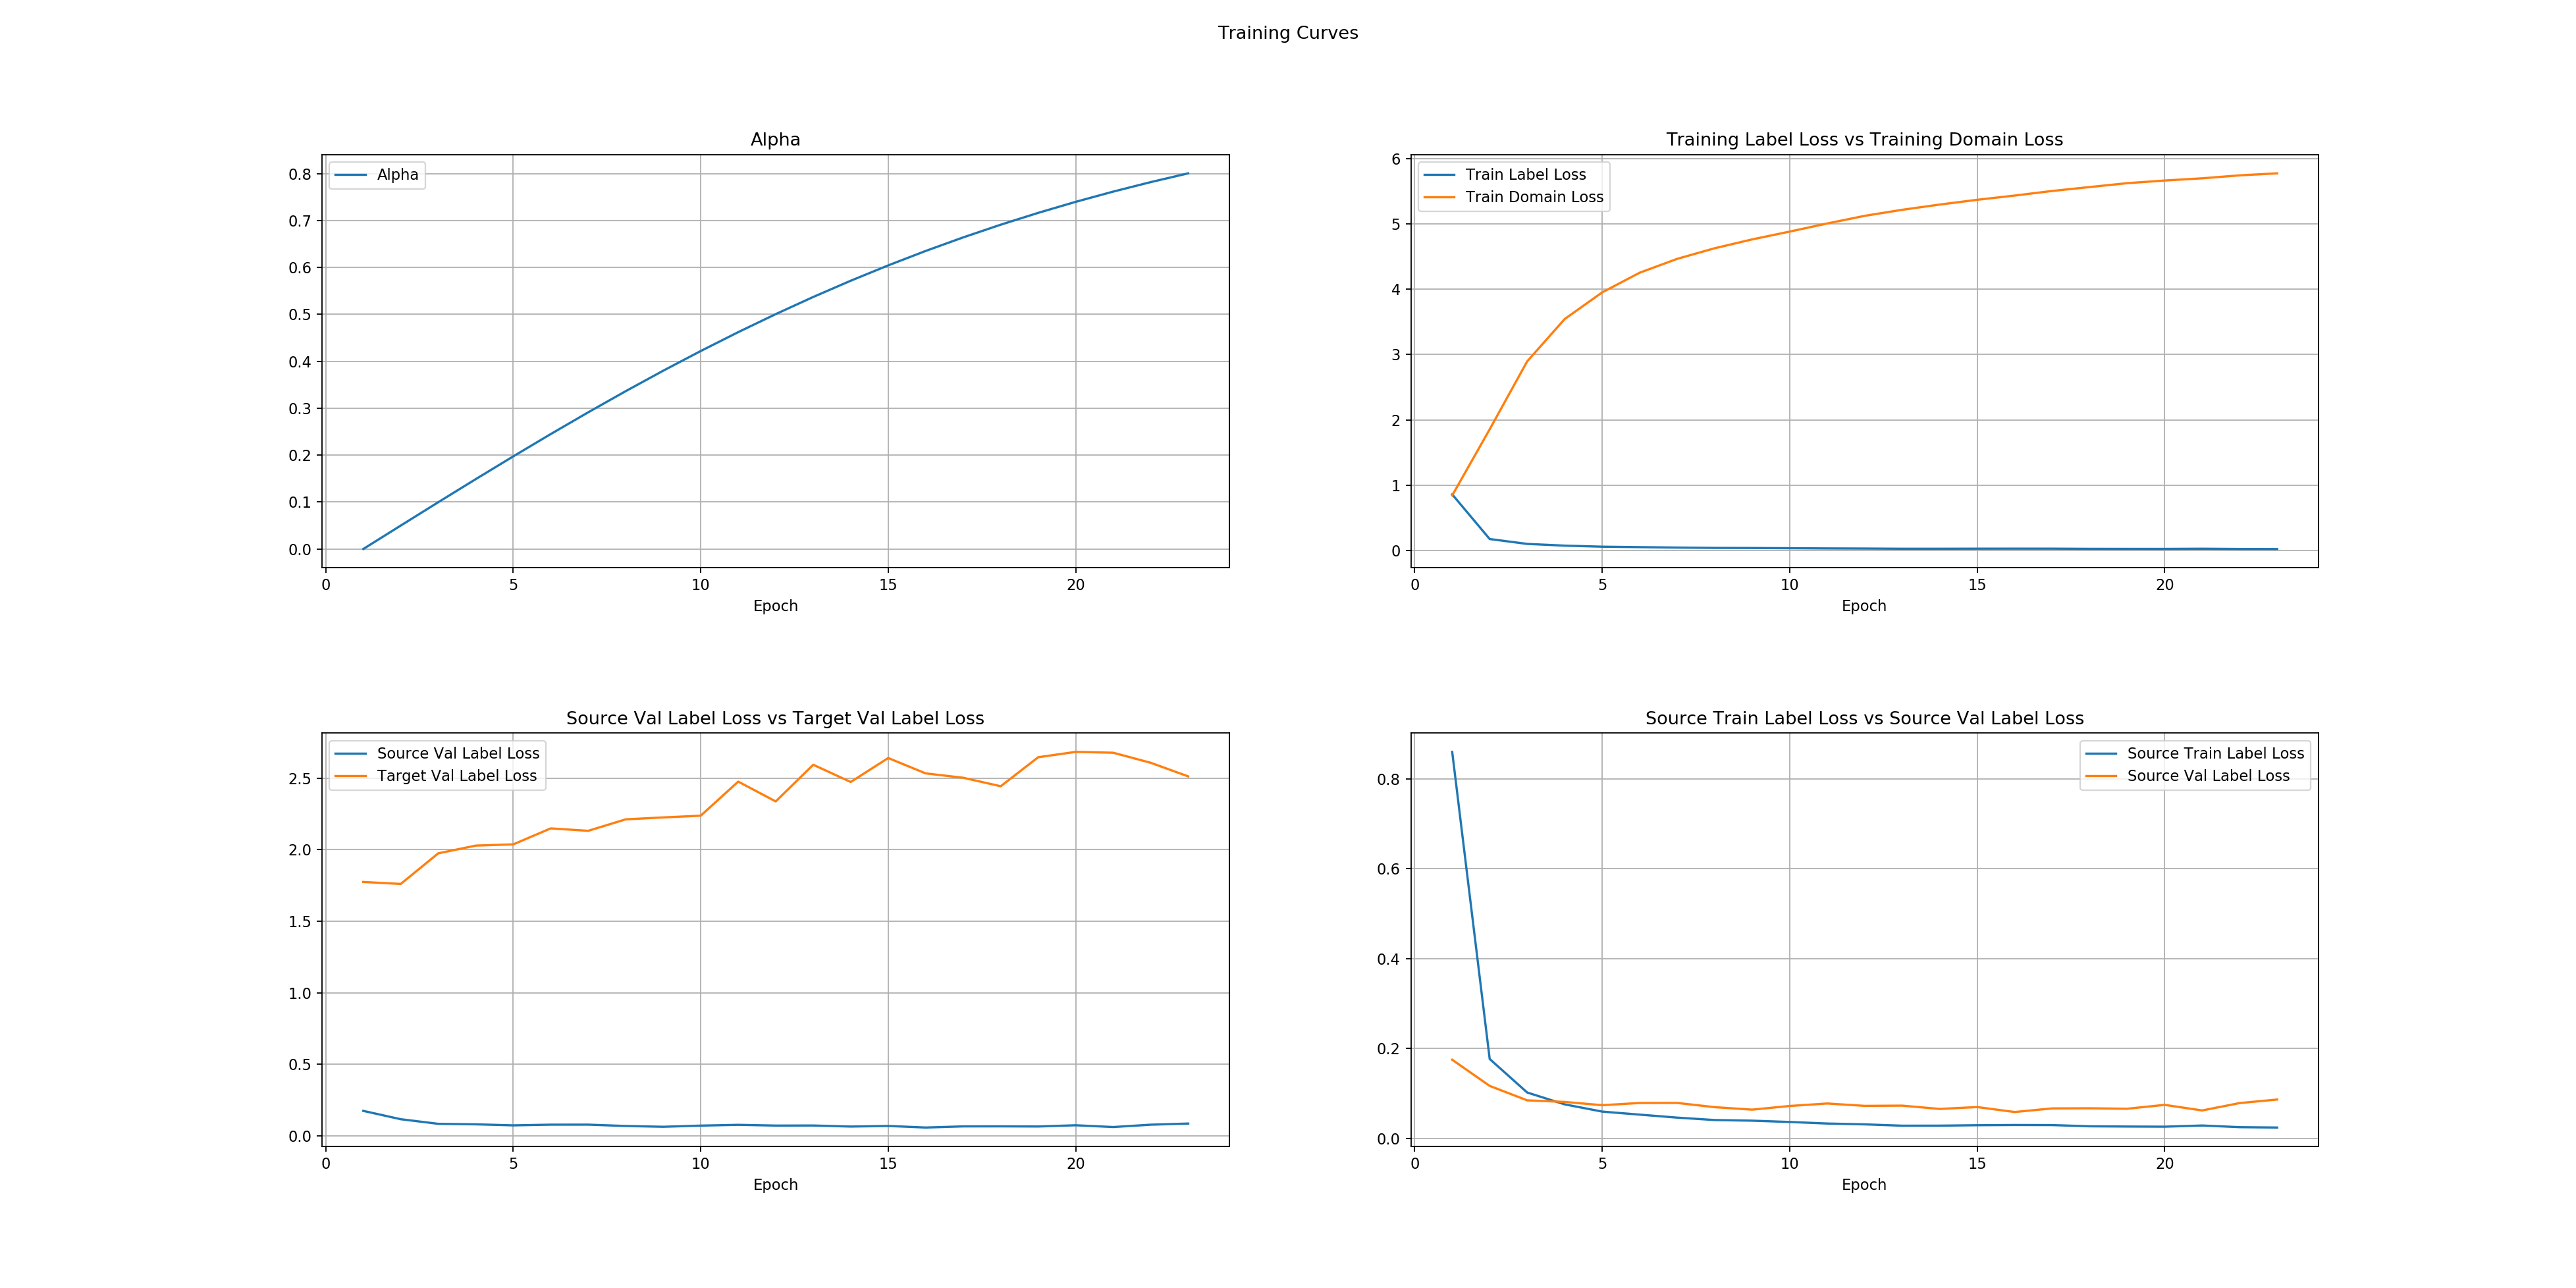 Training Curves
Alpha
Alpha
0.8
0.7
0.6
0.5
0.4
0.3
0.2
0.1
0.0
0 5 10 15 20
Epoch
Training Label Loss vs Training Domain Loss
Train Label Loss
Train Domain Loss
6
5
4
3
2
1
0
0 5 10 15 20
Epoch
Source Val Label Loss vs Target Val Label Loss
Source Val Label Loss
Target Val Label Loss
2.5
2.0
1.5
1.0
0.5
0.0
0 5 10 15 20
Epoch
Source Train Label Loss vs Source Val Label Loss
Source Train Label Loss
Source Val Label Loss
0.8
0.6
0.4
0.2
0.0
0 5 10 15 20
Epoch